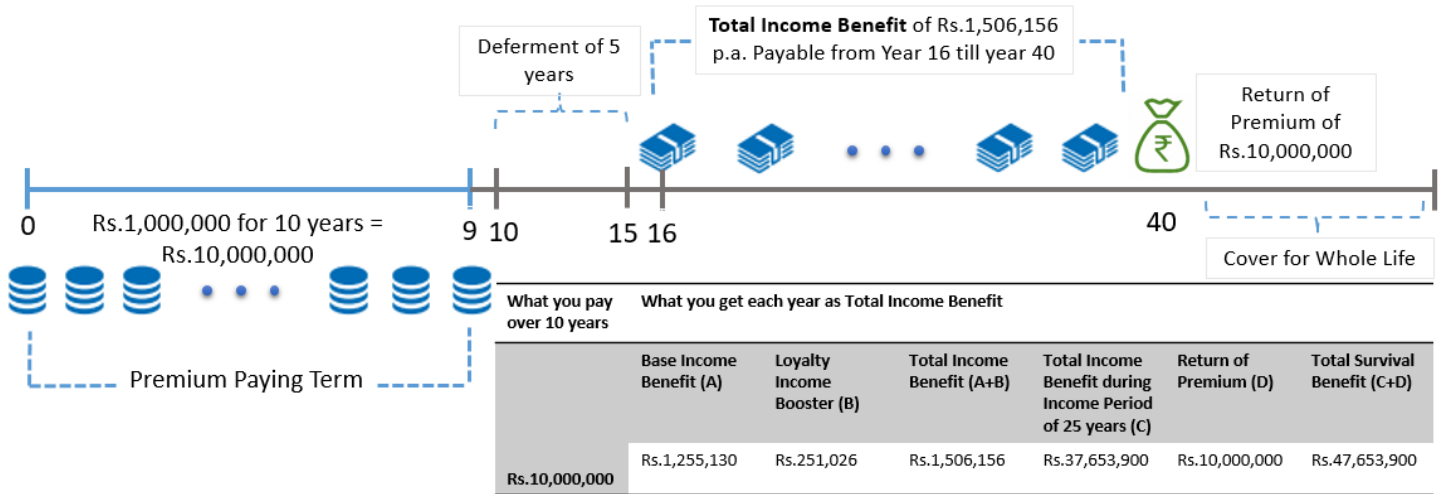 Deferment of 5
years
Total Income Benefit of Rs.1,506,156
p.a. Payable from Year 16 till year 40
Return of
Premium of
Rs.10,000,000
₹
0
Rs.1,000,000 for 10 years =
Rs.10,000,000
9
10
15
16
40
Cover for Whole Life
Premium Paying Term
What you pay
over 10 years
What you get each year as Total Income Benefit
Base Income
Benefit (A)
Loyalty
Income
Booster (B)
Total Income
Benefit (A+B)
Total Income
Benefit during
Income Period
of 25 years (C)
Return of
Premium (D)
Total Survival
Benefit (C+D)
Rs.10,000,000
Rs.1,255,130
Rs.251,026
Rs.1,506,156
Rs.37,653,900
Rs.10,000,000
Rs.47,653,900